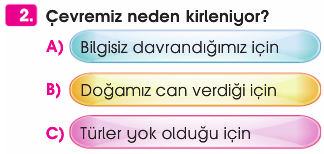 2. Çevremiz neden kirleniyor?
A) Bilgisiz davrandığımız için
B) Doğamız can verdiği için
C) Türler yok olduğu için